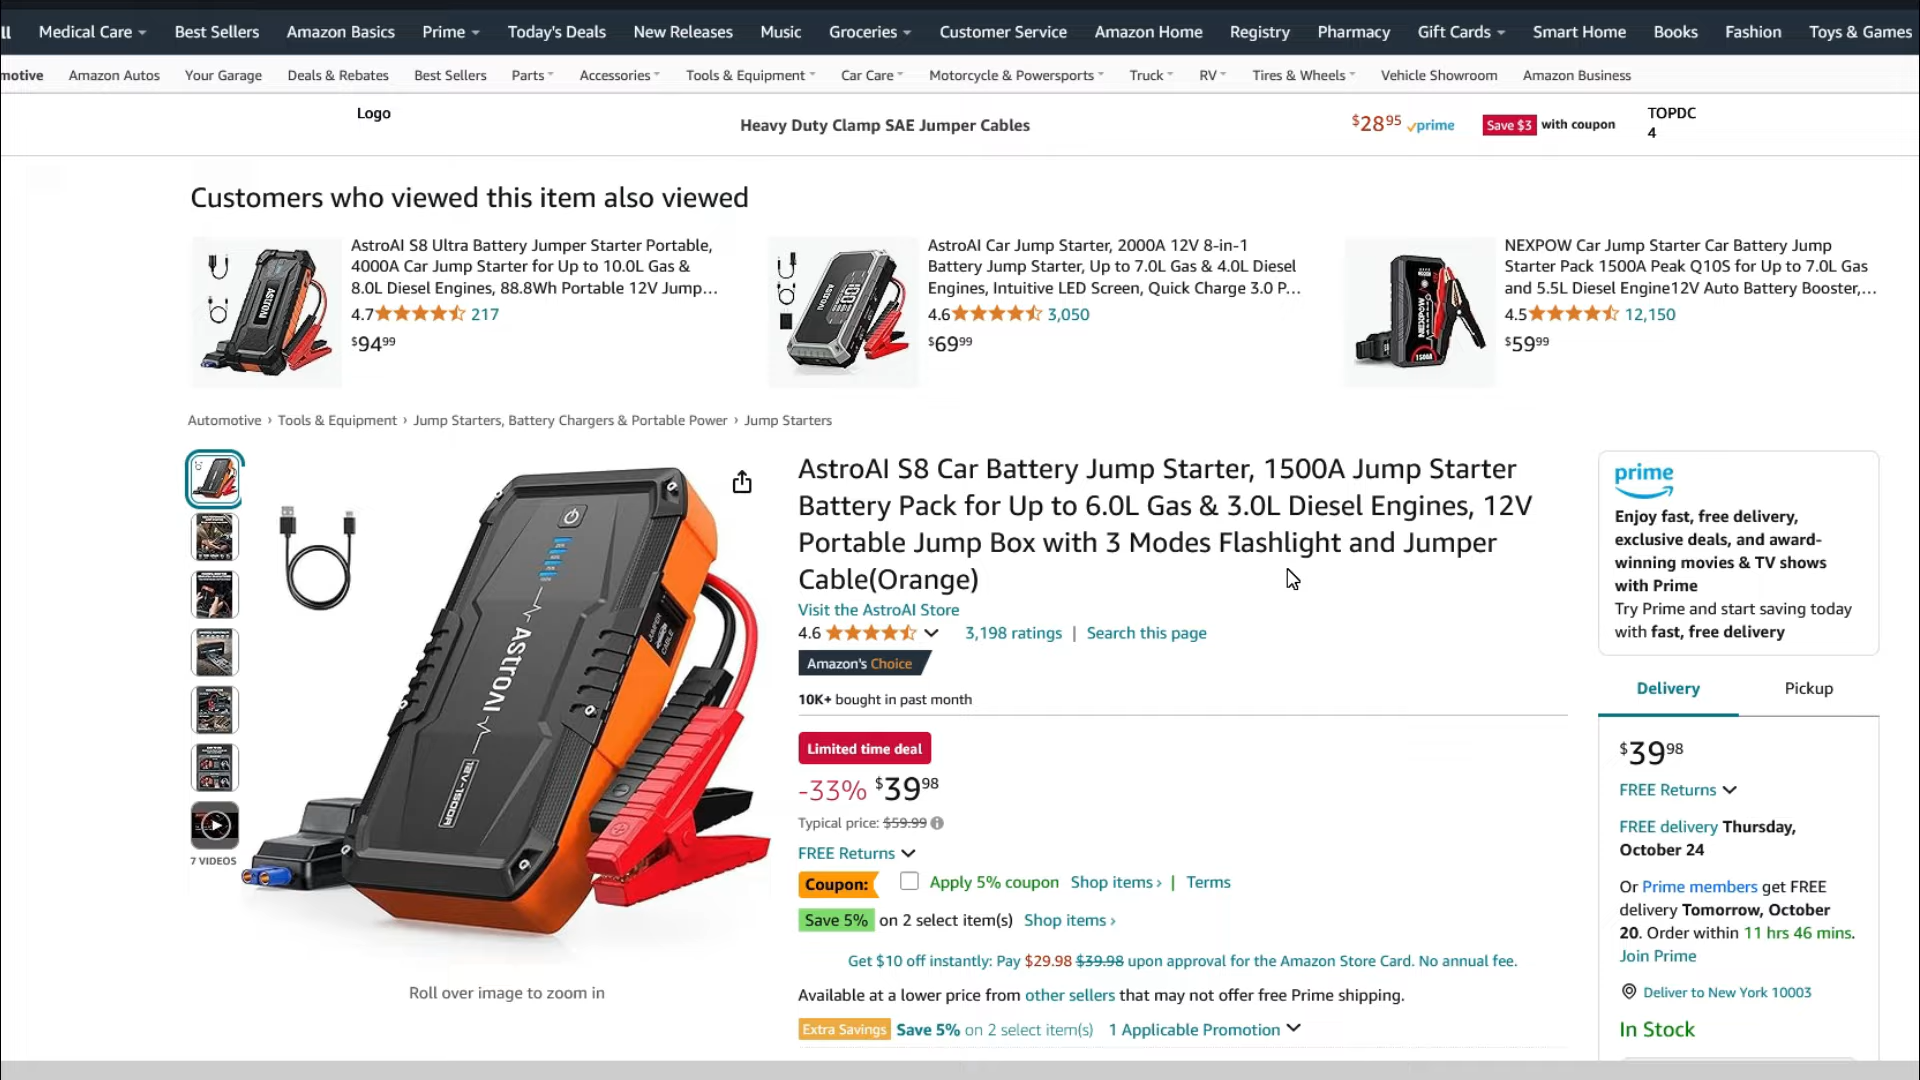 ll Medical Care Best Sellers Amazon Basics Prime Today's Deals New Releases Music Groceries Customer Service Amazon Home Registry Pharmacy Gift Cards Smart Home Books Fashion Toys & Games
motive Amazon Autos Your Garage Deals & Rebates Best Sellers Parts Accessories Tools & Equipment Car Care Motorcycle & Powersports Truck RV Tires & Wheels Vehicle Showroom Amazon Business
Logo
Heavy Duty Clamp SAE Jumper Cables
$28 95 prime Save $3 with coupon
TOPDC
4
Customers who viewed this item also viewed
AstroAI S8 Ultra Battery Jumper Starter Portable,
4000A Car Jump Starter for Up to 10.0L Gas &
8.0L Diesel Engines, 88.8Wh Portable 12V Jump...
4.7 217
$94 99
AstroAI Car Jump Starter, 2000A 12V 8-in-1
Battery Jump Starter, Up to 7.0L Gas & 4.0L Diesel
Engines, Intuitive LED Screen, Quick Charge 3.0 P...
4.6 3,050
$69 99
NEXPOW Car Jump Starter Car Battery Jump
Starter Pack 1500A Peak Q10S for Up to 7.0L Gas
and 5.5L Diesel Engine12V Auto Battery Booster,...
4.5 12,150
$59 99
Automotive › Tools & Equipment › Jump Starters, Battery Chargers & Portable Power › Jump Starters
ASTROAI
12V-1500A
JUMPER
CABLE
7 VIDEOS
Roll over image to zoom in
AstroAI S8 Car Battery Jump Starter, 1500A Jump Starter
Battery Pack for Up to 6.0L Gas & 3.0L Diesel Engines, 12V
Portable Jump Box with 3 Modes Flashlight and Jumper
Cable(Orange)
Visit the AstroAI Store
4.6 3,198 ratings | Search this page
Amazon's Choice
10K+ bought in past month
Limited time deal
-33% $39 98
Typical price: $59.99
FREE Returns
Coupon: Apply 5% coupon Shop items › | Terms
Save 5% on 2 select item(s) Shop items ›
Get $10 off instantly: Pay $29.98 $39.98 upon approval for the Amazon Store Card. No annual fee.
Available at a lower price from other sellers that may not offer free Prime shipping.
Extra Savings Save 5% on 2 select item(s) 1 Applicable Promotion
prime
Enjoy fast, free delivery,
exclusive deals, and award-
winning movies & TV shows
with Prime
Try Prime and start saving today
with fast, free delivery
Delivery Pickup
$39 98
FREE Returns
FREE delivery Thursday,
October 24
Or Prime members get FREE
delivery Tomorrow, October
20. Order within 11 hrs 46 mins.
Join Prime
Deliver to New York 10003
In Stock